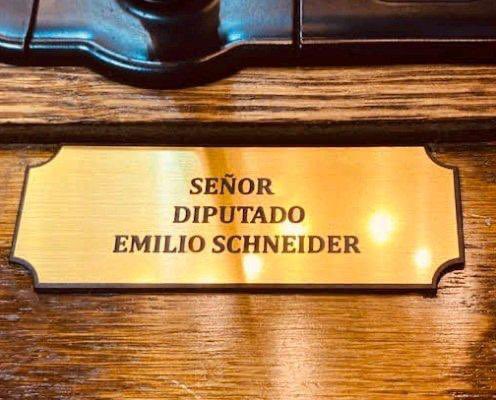 SEÑOR
DIPUTADO
EMILIO SCHNEIDER